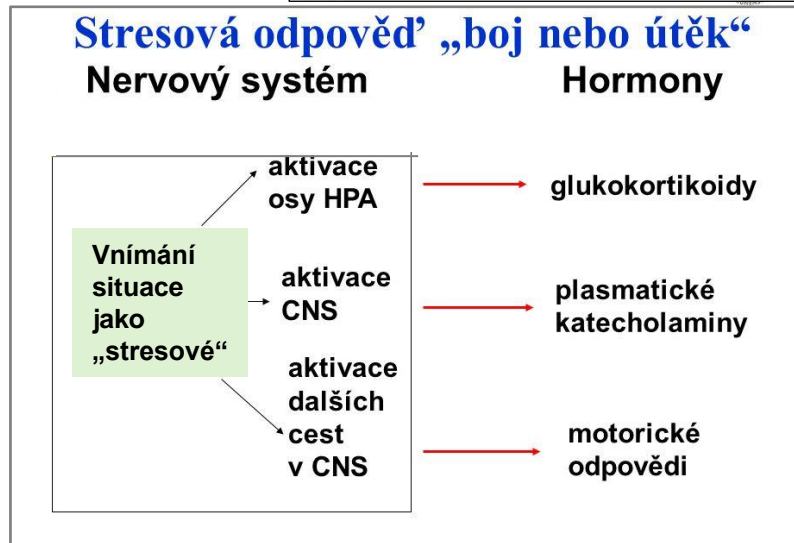 Stresová odpověď „boj nebo útěk“
Nervový systém
Hormony
aktivace
osy HPA
glukokortikoidy
Vnímání
situace
jako
„stresové“
aktivace
CNS
plasmatické
katecholaminy
aktivace
dalších
cest
v CNS
motorické
odpovědi